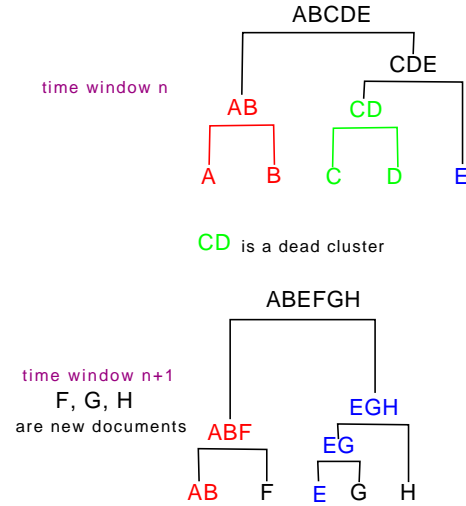 ABCDE
CDE
time window n
AB
CD
A
B
C
D
E
CD is a dead cluster
ABEFGH
time window n+1
F, G, H
are new documents
EGH
ABF
EG
AB
F
E
G
H